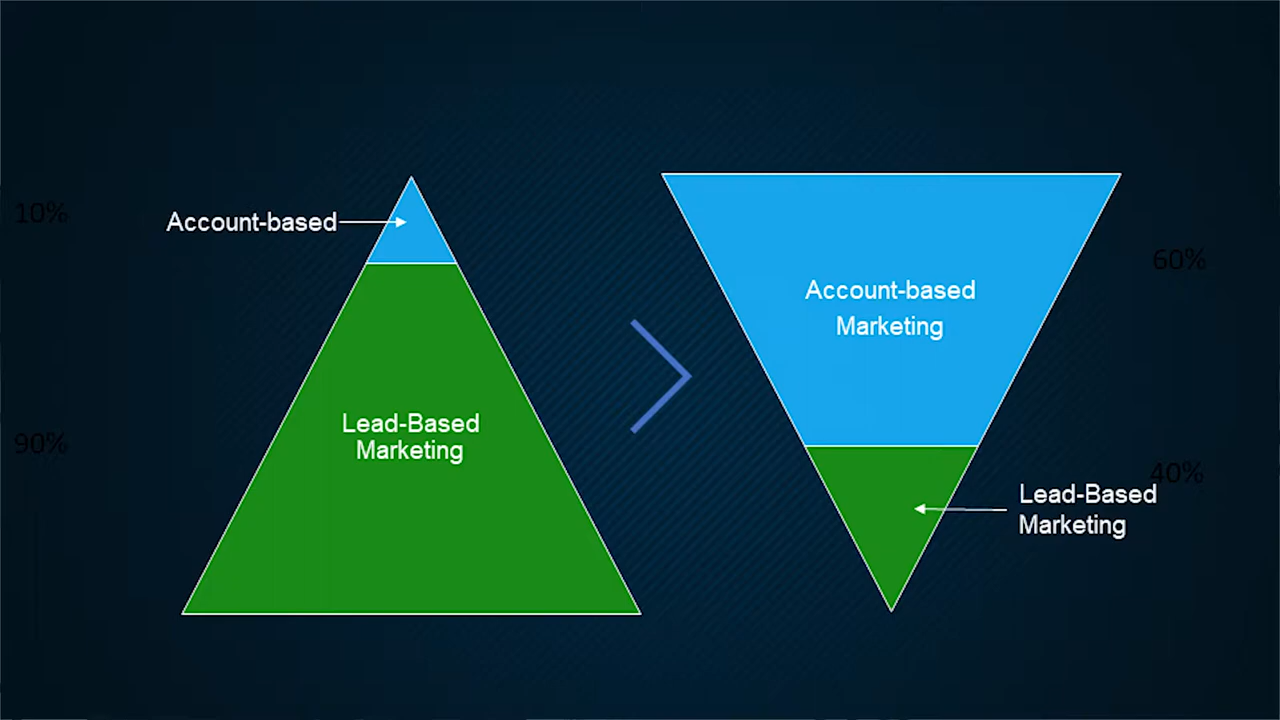 10%
Account-based
90%
Lead-Based
Marketing
Account-based
Marketing
60%
40%
Lead-Based
Marketing